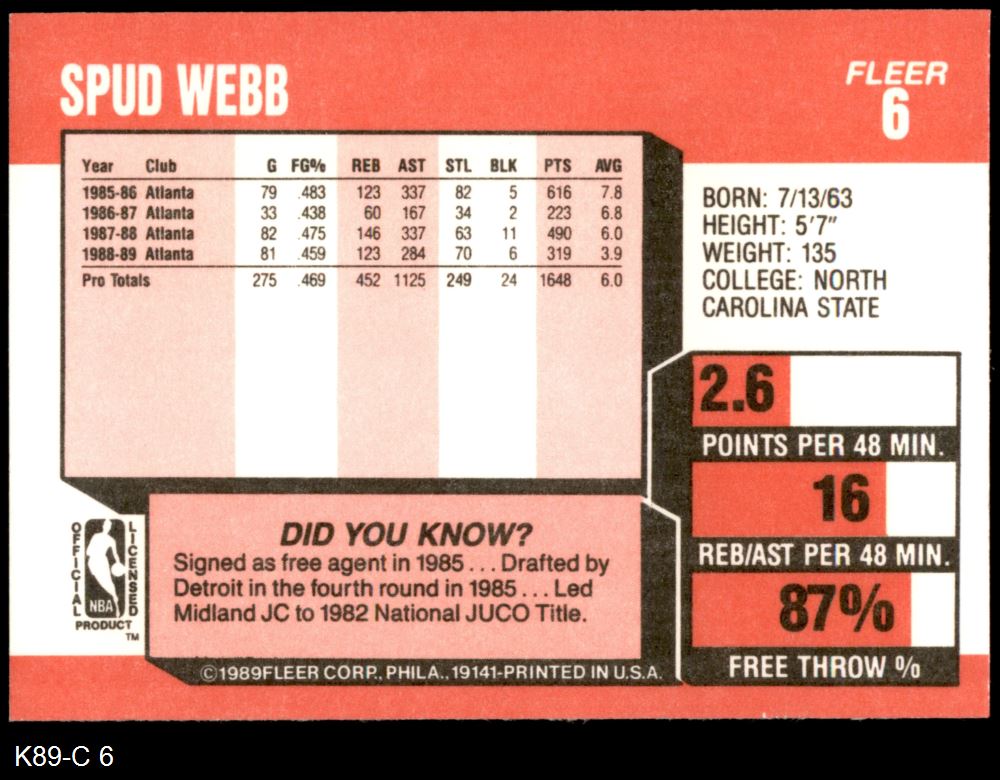 SPUD WEBB
FLEER
6
Year Club G FG% REB AST STL BLK PTS AVG
1985-86 Atlanta 79 .483 123 337 82 5 616 7.8
1986-87 Atlanta 33 .438 60 167 34 2 223 6.8
1987-88 Atlanta 82 .475 146 337 63 11 490 6.0
1988-89 Atlanta 81 .459 123 284 70 6 319 3.9
Pro Totals 275 .469 452 1125 249 24 1648 6.0
BORN: 7/13/63
HEIGHT: 5'7"
WEIGHT: 135
COLLEGE: NORTH
CAROLINA STATE
2.6
POINTS PER 48 MIN.
16
REB/AST PER 48 MIN.
87%
FREE THROW %
DID YOU KNOW?
Signed as free agent in 1985 . . . Drafted by
Detroit in the fourth round in 1985 . . . Led
Midland JC to 1982 National JUCO Title.
OFFICIAL
NBA
LICENSED
PRODUCT
TM
©1989FLEER CORP., PHILA., 19141-PRINTED IN U.S.A.
K89-C 6